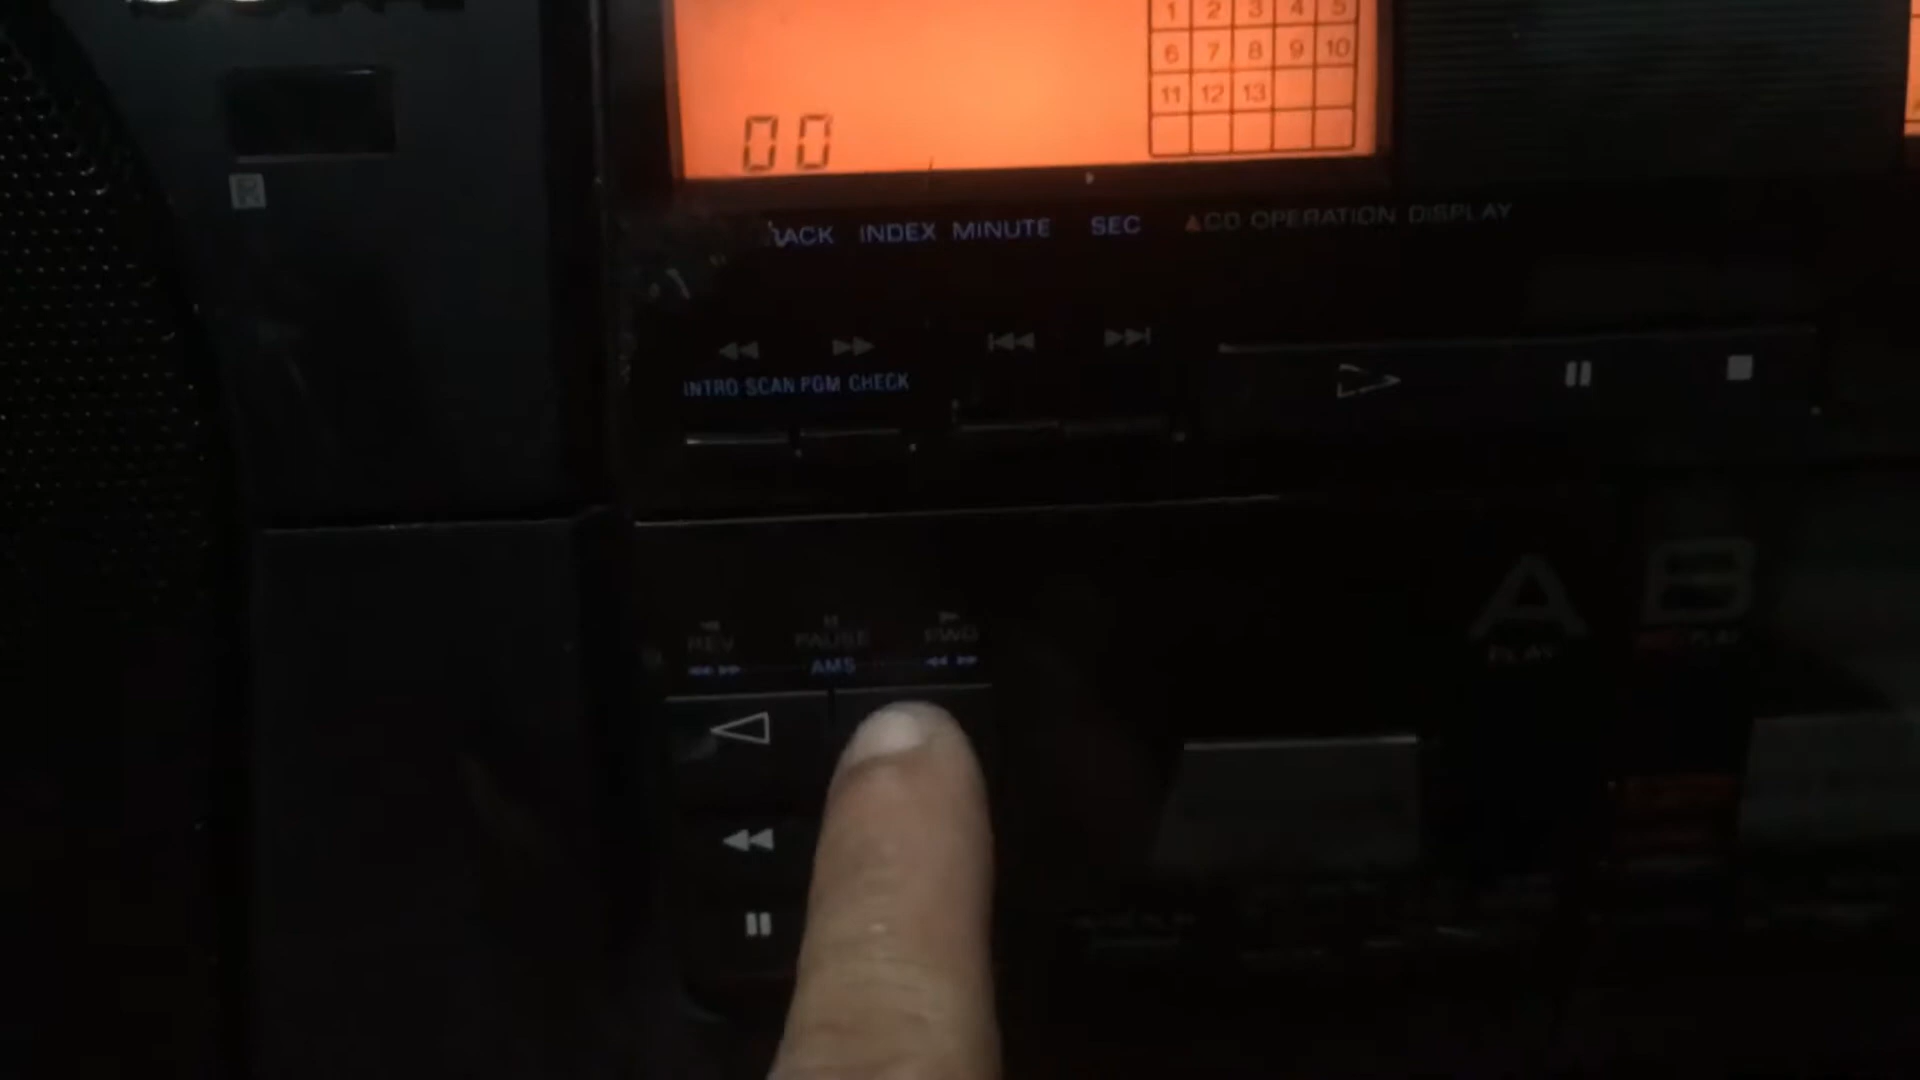 1 2 3 4 5
6 7 8 9 10
11 12 13
00
R
INDEX MINUTE SEC CD OPERATION DISPLAY
INTRO SCAN PGM CHECK
REV PAUSE FWD
AMS
A B
PLAY